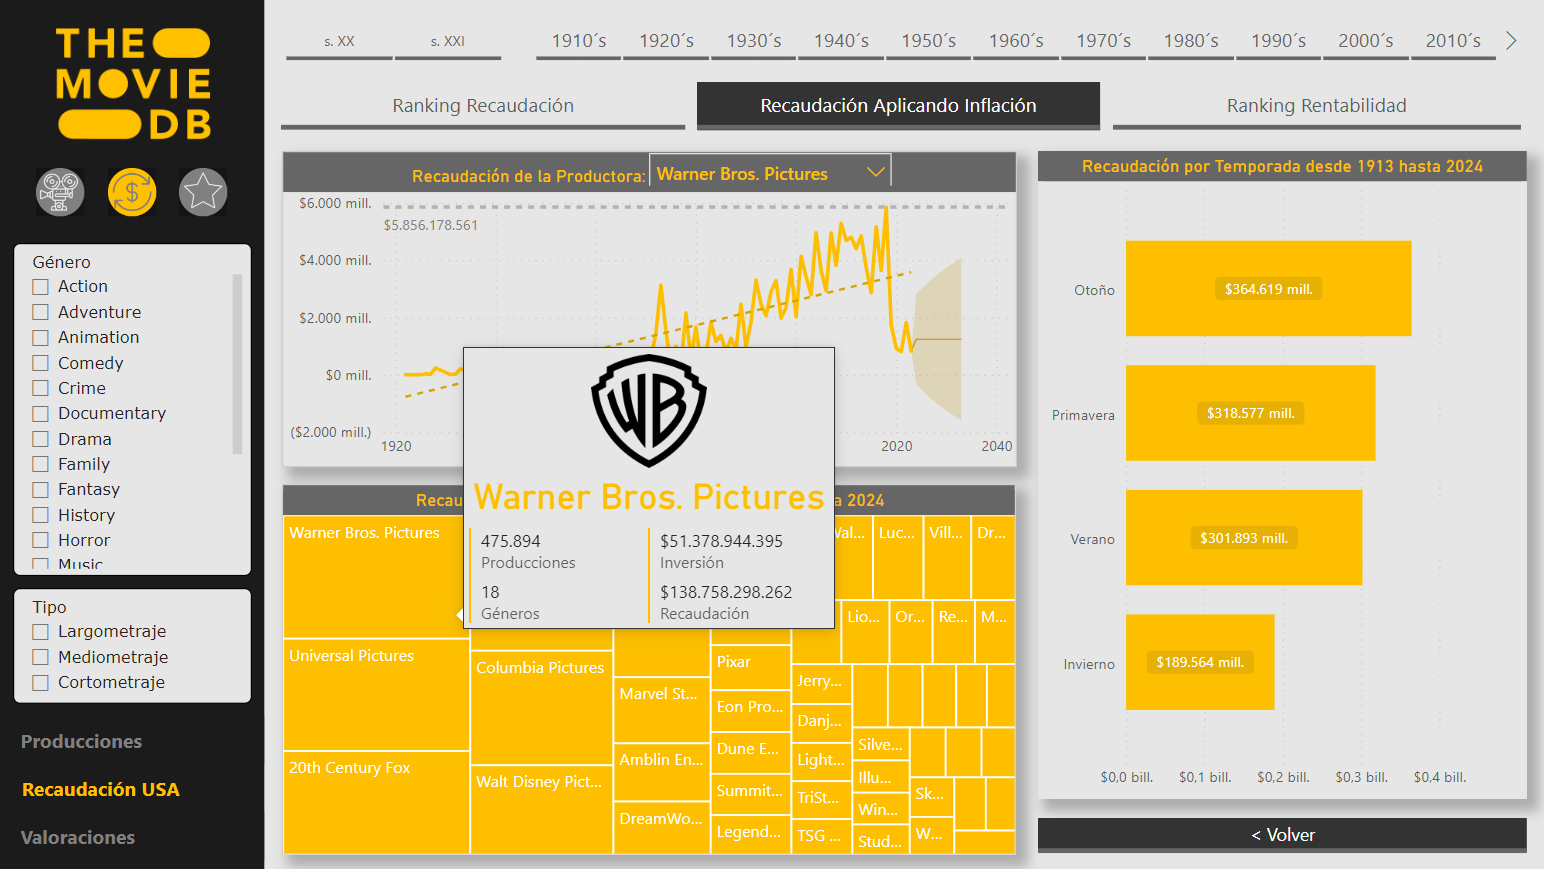 THE
MOVIE
DB
s. XX
s. XXI
1910´s
1920´s
1930´s
1940´s
1950´s
1960´s
1970´s
1980´s
1990´s
2000´s
2010´s
Ranking Recaudación
Recaudación Aplicando Inflación
Ranking Rentabilidad
Género
Action
Adventure
Animation
Comedy
Crime
Documentary
Drama
Family
Fantasy
History
Horror
Music
Tipo
Largometraje
Mediometraje
Cortometraje
Producciones
Recaudación USA
Valoraciones
Recaudación de la Productora:
Warner Bros. Pictures
$6.000 mill.
$5.856.178.561
$4.000 mill.
$2.000 mill.
$0 mill.
($2.000 mill.)
1920
2020
2040
WB
Warner Bros. Pictures
475.894
Producciones
$51.378.944.395
Inversión
18
Géneros
$138.758.298.262
Recaudación
2024
Warner Bros. Pictures
Universal Pictures
20th Century Fox
Columbia Pictures
Walt Disney Pict...
Marvel St...
Amblin En...
DreamWo...
Pixar
Eon Pro...
Dune E...
Summit...
Legend...
Luc...
Vill...
Dr...
Lio...
Or...
Re...
M...
Jerry...
Danj...
Light...
TriSt...
TSG ...
Silve...
Illu...
Win...
Stud...
Sk...
W...
Recaudación por Temporada desde 1913 hasta 2024
Otoño
$364.619 mill.
Primavera
$318.577 mill.
Verano
$301.893 mill.
Invierno
$189.564 mill.
$0,0 bill.
$0,1 bill.
$0,2 bill.
$0,3 bill.
$0,4 bill.
< Volver